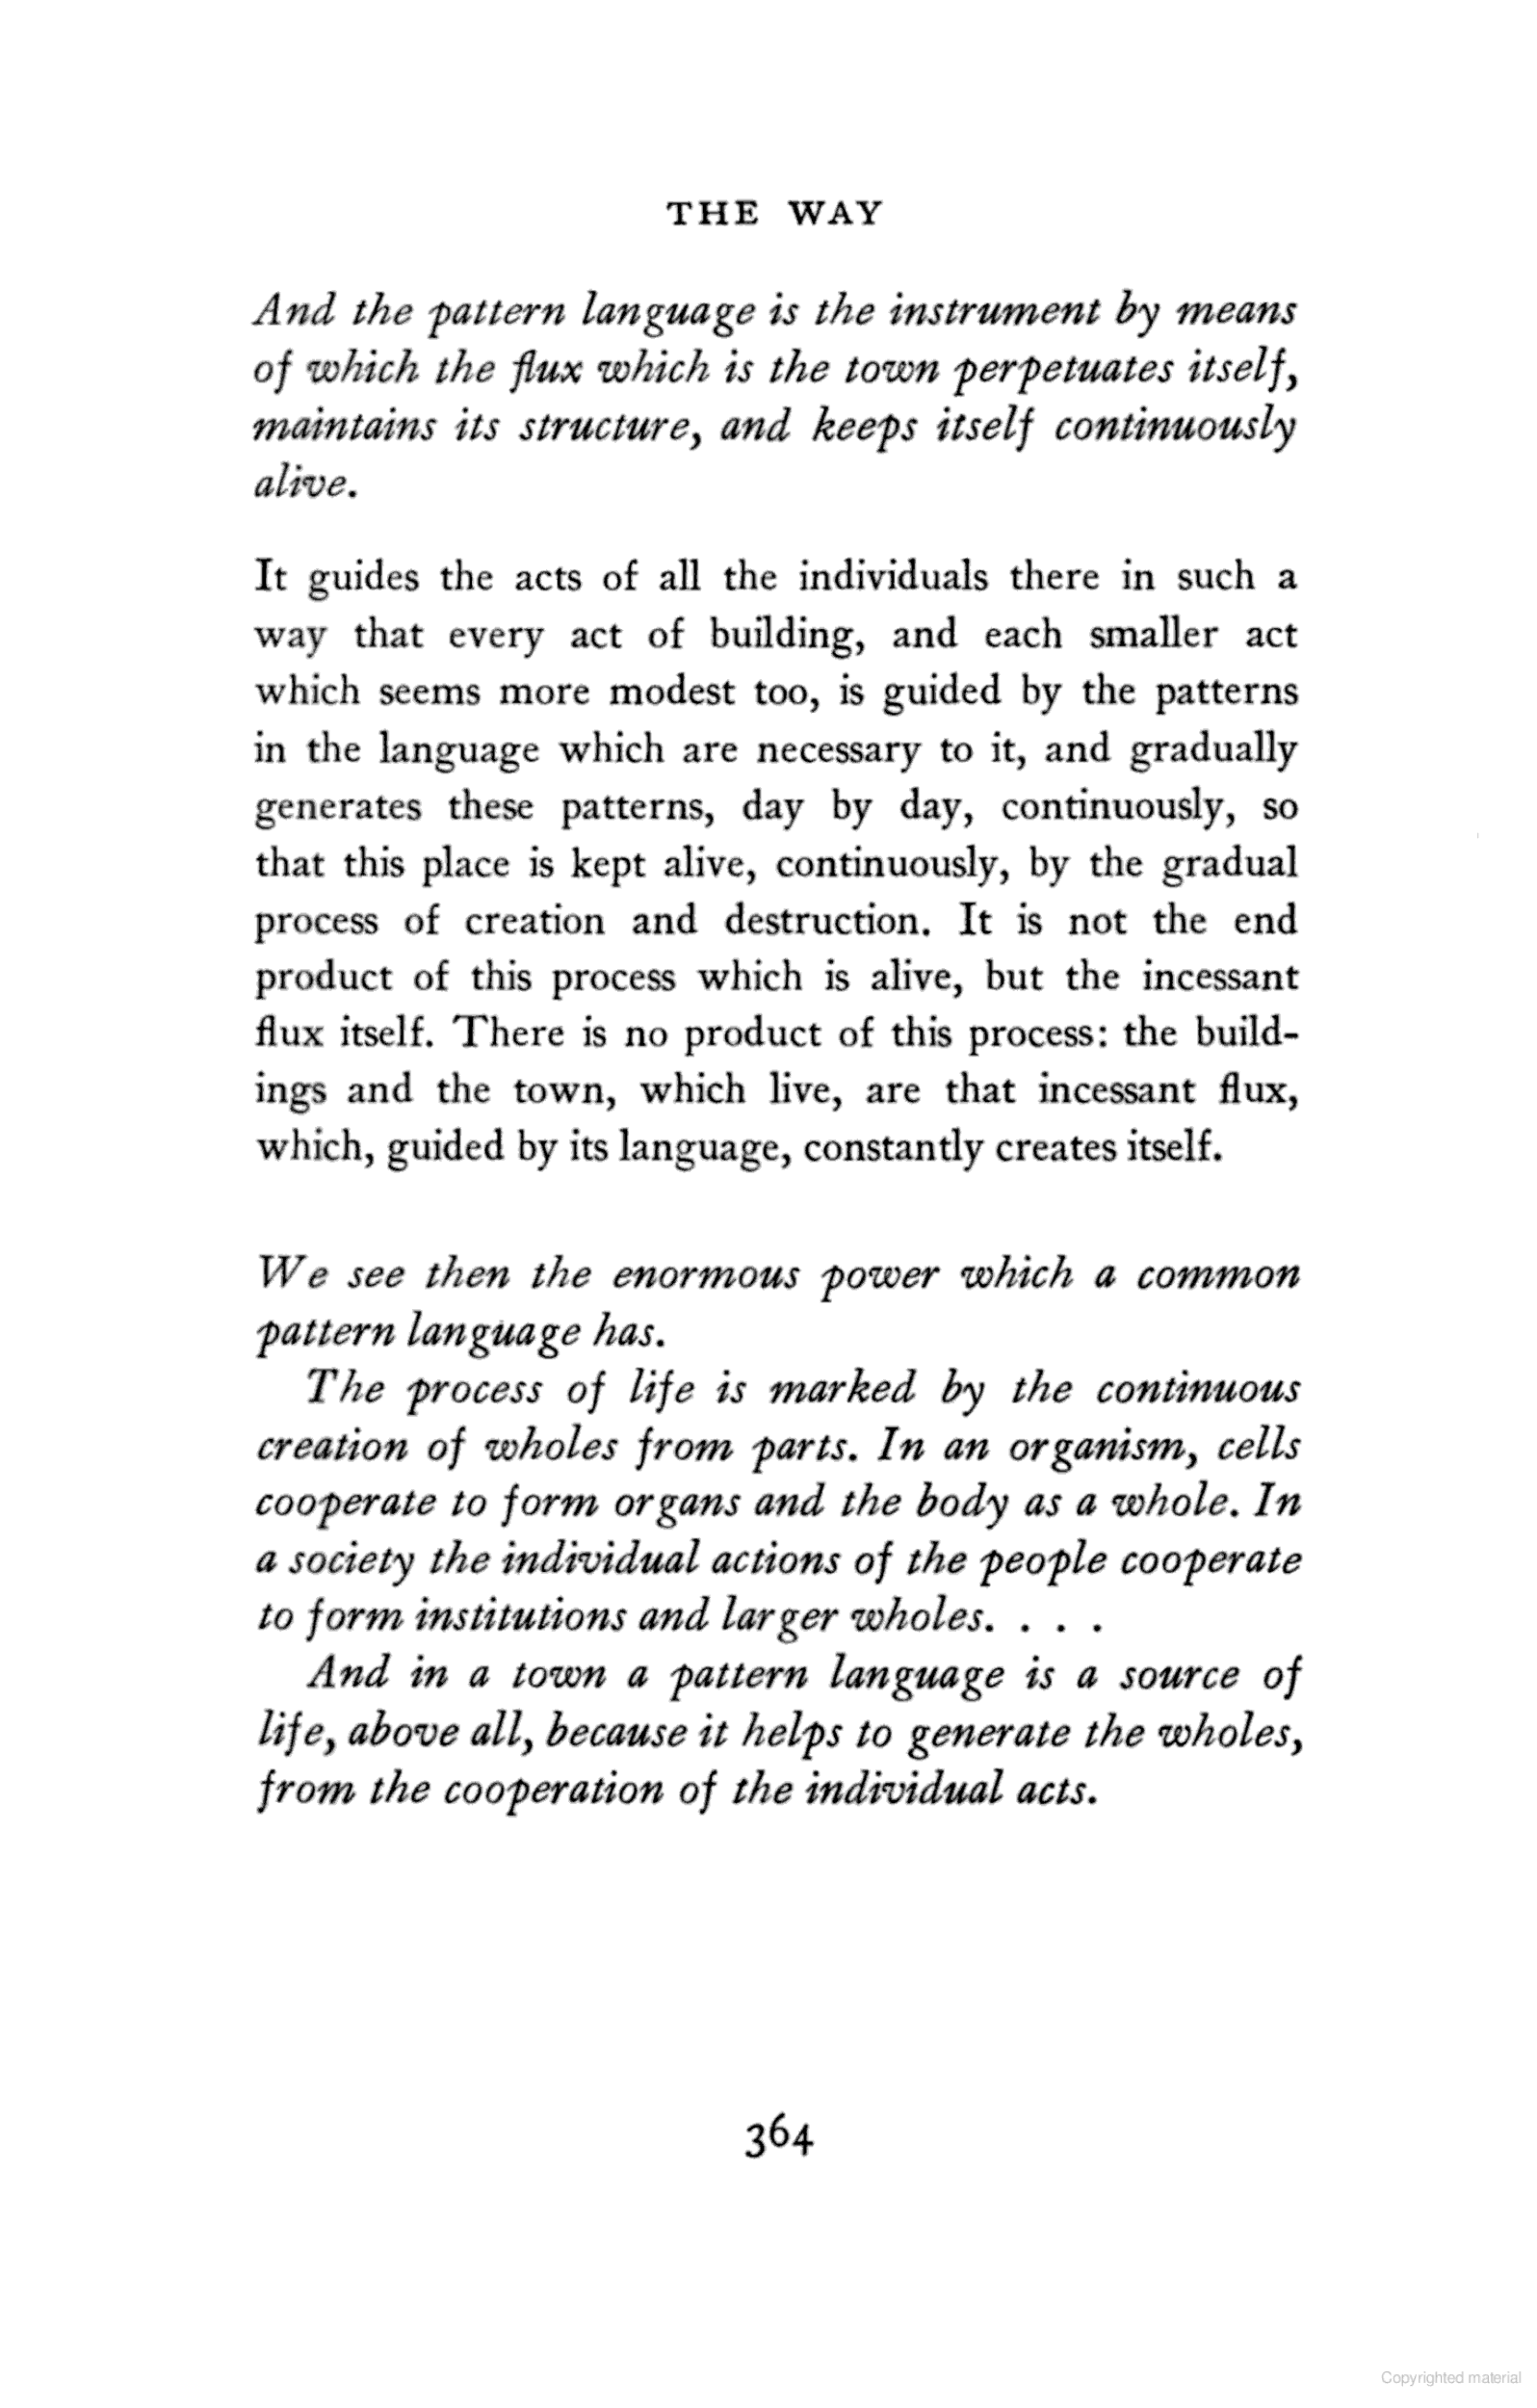 THE WAY
And the pattern language is the instrument by means
of which the flux which is the town perpetuates itself,
maintains its structure, and keeps itself continuously
alive.
It guides the acts of all the individuals there in such a
way that every act of building, and each smaller act
which seems more modest too, is guided by the patterns
in the language which are necessary to it, and gradually
generates these patterns, day by day, continuously, so
that this place is kept alive, continuously, by the gradual
process of creation and destruction. It is not the end
product of this process which is alive, but the incessant
flux itself. There is no product of this process: the build-
ings and the town, which live, are that incessant flux,
which, guided by its language, constantly creates itself.
We see then the enormous power which a common
pattern language has.
The process of life is marked by the continuous
creation of wholes from parts. In an organism, cells
cooperate to form organs and the body as a whole. In
a society the individual actions of the people cooperate
to form institutions and larger wholes. . . .
And in a town a pattern language is a source of
life, above all, because it helps to generate the wholes,
from the cooperation of the individual acts.
364
Copyrighted material